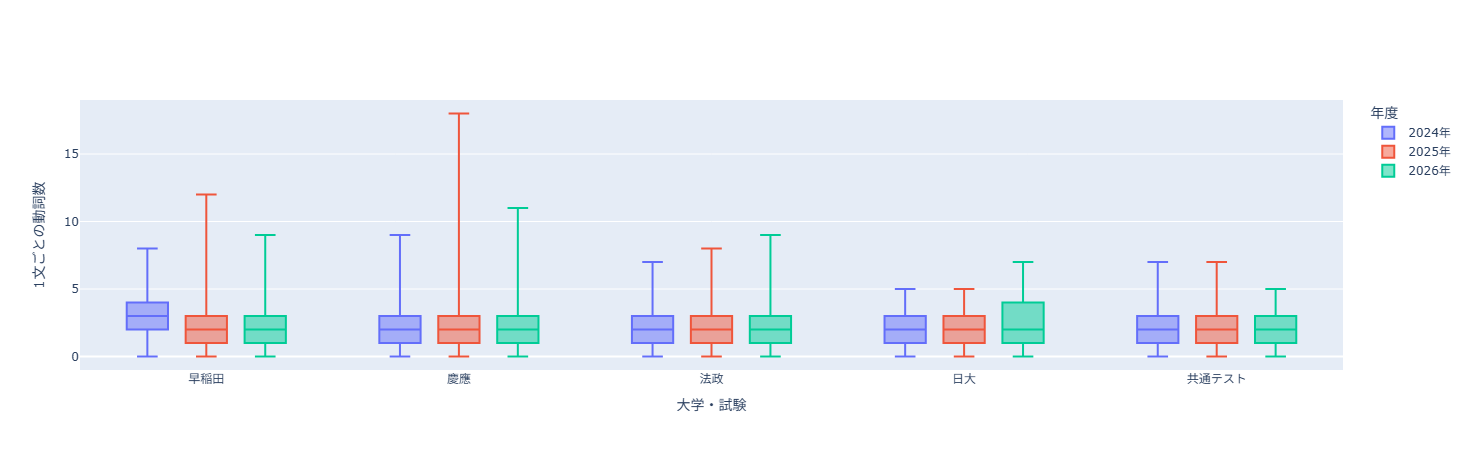 年度
2024年
2025年
2026年
1文ごとの動詞数
15
10
5
0
早稲田
慶應
法政
日大
共通テスト
大学・試験